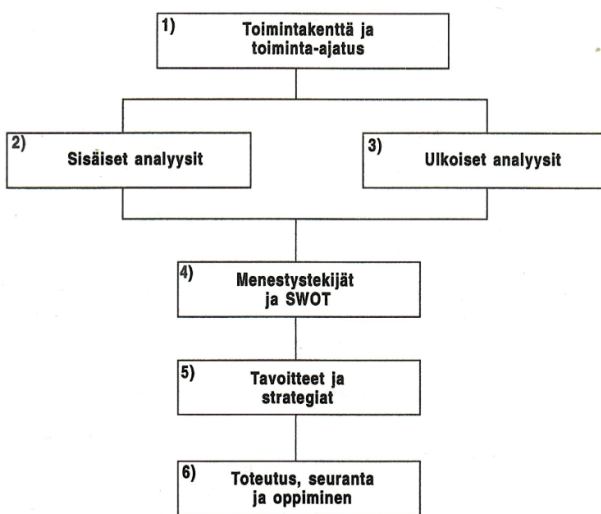 1) Toimintakenttä ja
toiminta-ajatus
2) Sisäiset analyysit
3) Ulkoiset analyysit
4) Menestystekijät
ja SWOT
5) Tavoitteet ja
strategiat
6) Toteutus, seuranta
ja oppiminen